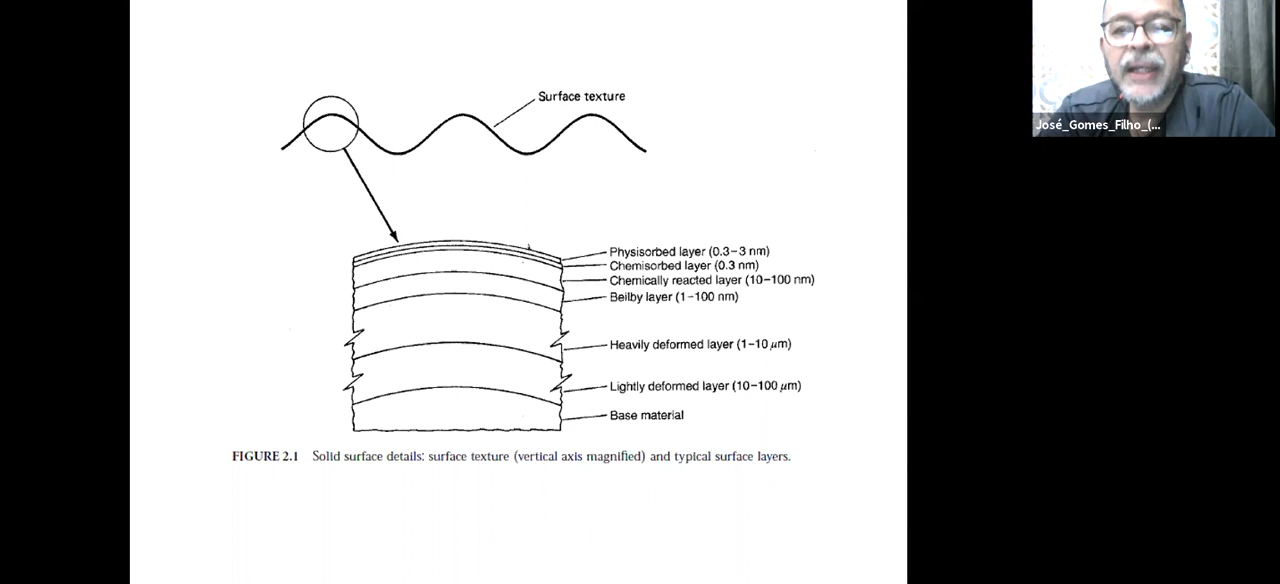 Surface texture
José_Gomes_Filho_(...
Physisorbed layer (0.3–3 nm)
Chemisorbed layer (0.3 nm)
Chemically reacted layer (10–100 nm)
Beilby layer (1–100 nm)
Heavily deformed layer (1–10 μm)
Lightly deformed layer (10–100 μm)
Base material
FIGURE 2.1 Solid surface details: surface texture (vertical axis magnified) and typical surface layers.